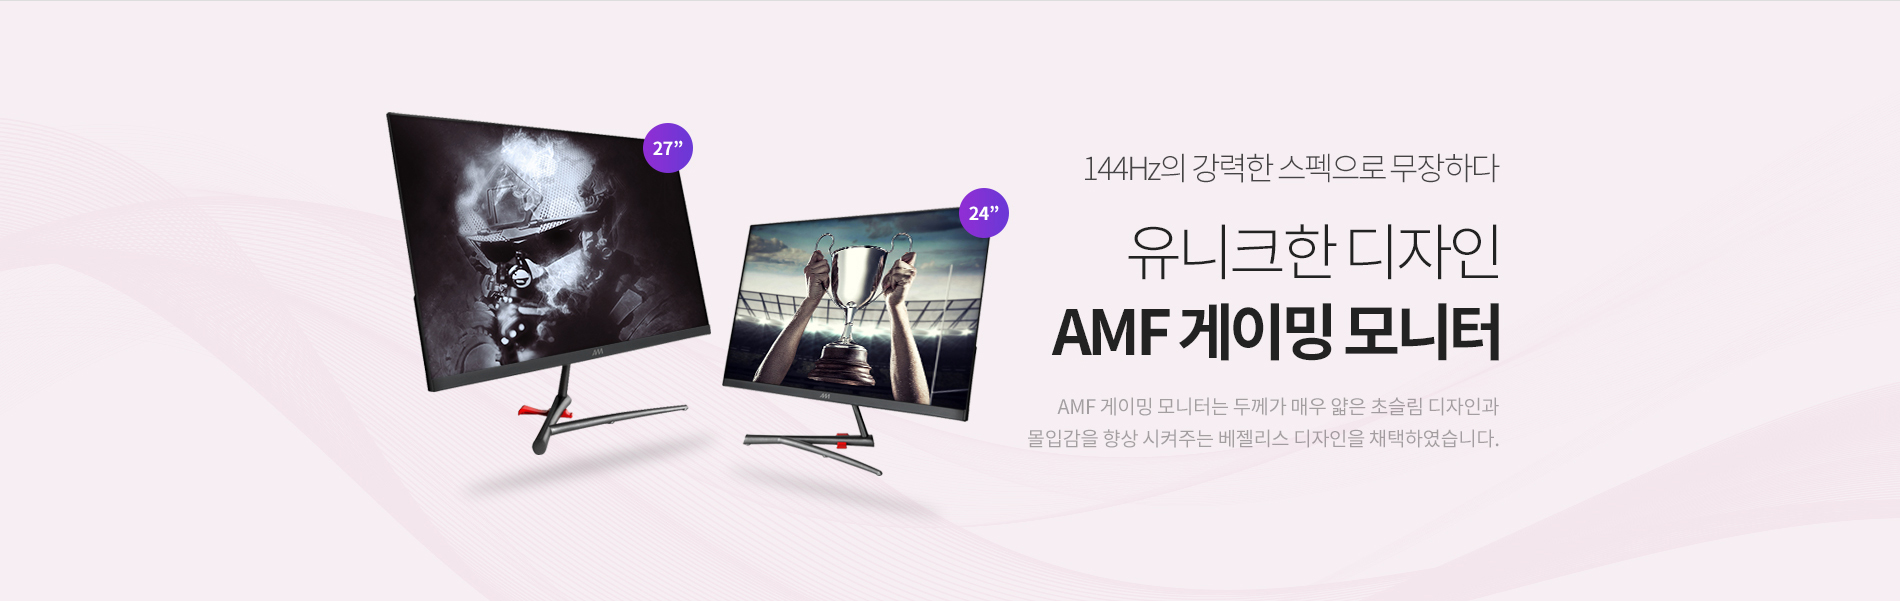 27”
24”
144Hz의 강력한 스펙으로 무장하다
유니크한 디자인
AMF 게이밍 모니터
AMF 게이밍 모니터는 두께가 매우 얇은 초슬림 디자인과
몰입감을 향상 시켜주는 베젤리스 디자인을 채택하였습니다.